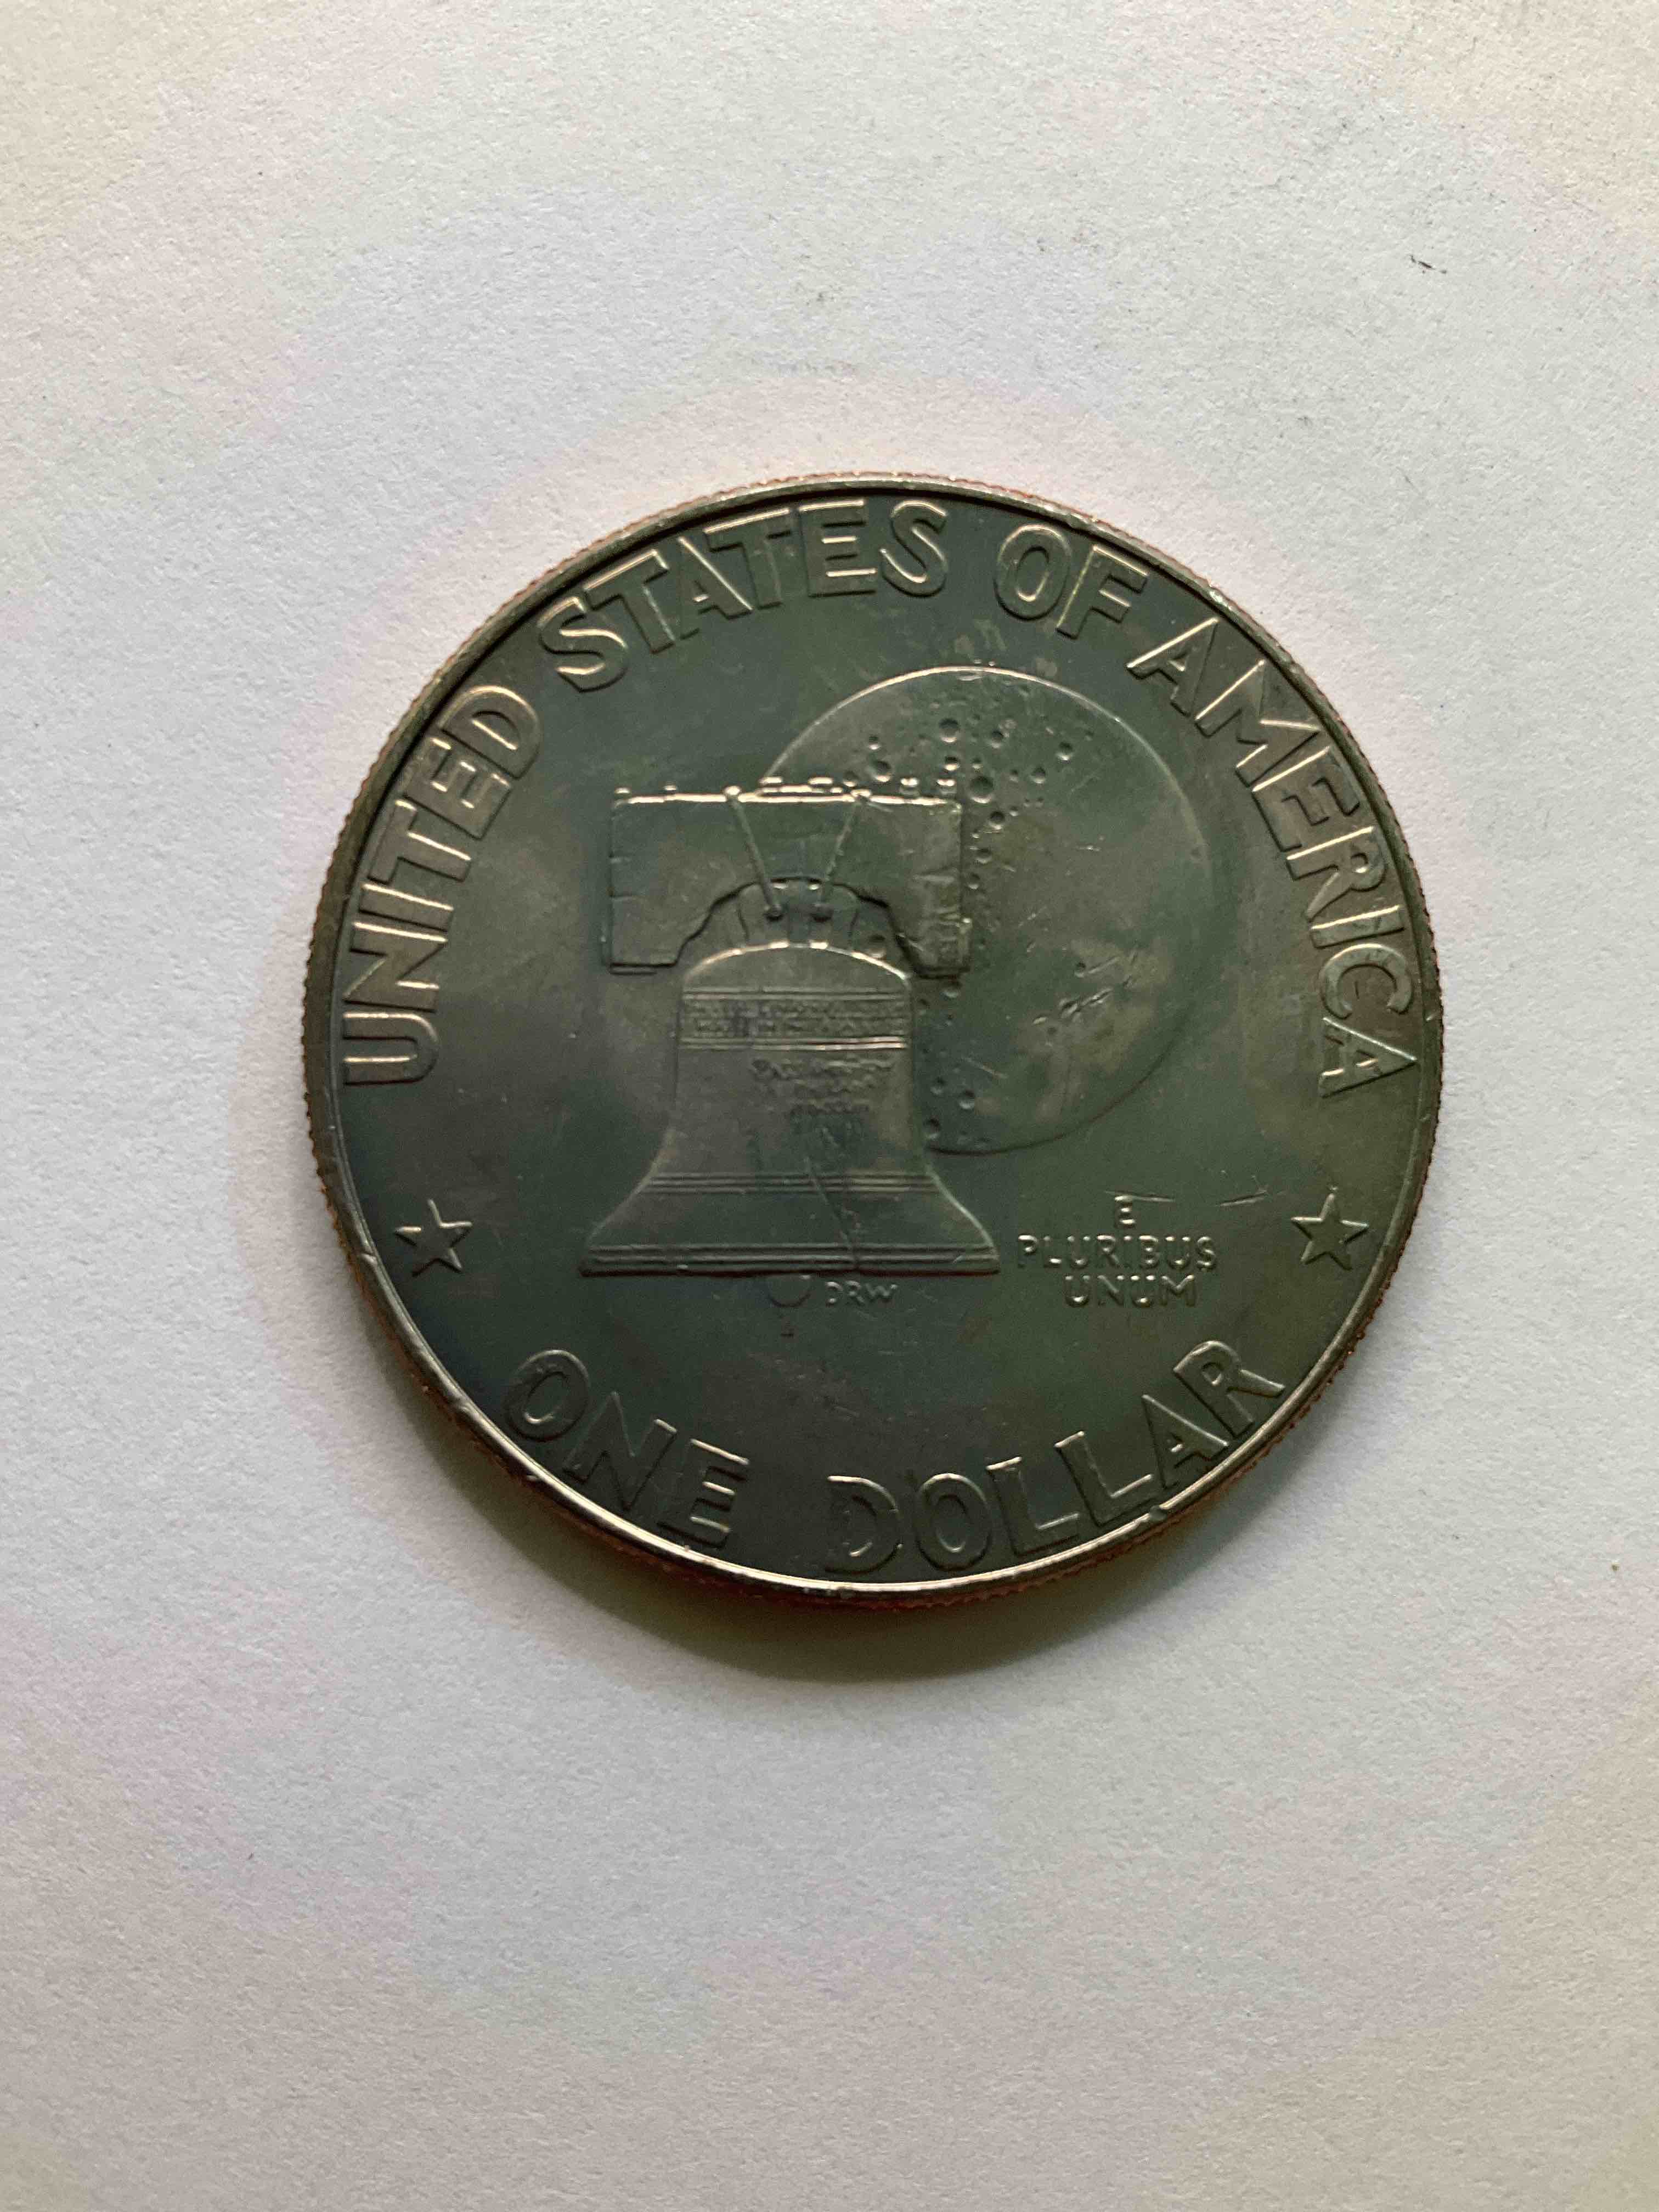 UNITED STATES OF AMERICA
E
PLURIBUS
UNUM
DRW
ONE DOLLAR